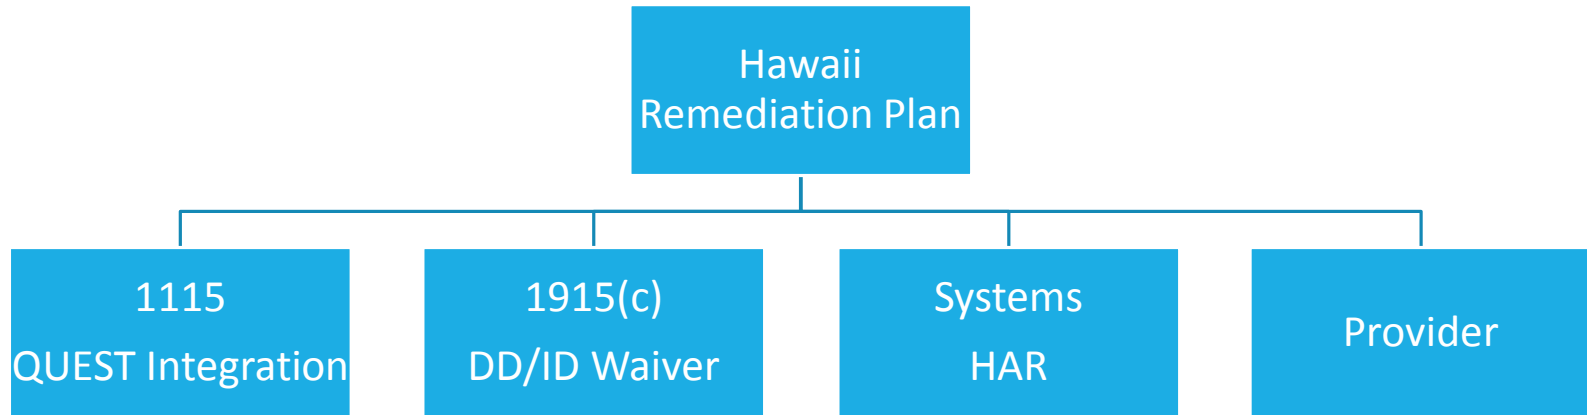 Hawaii
Remediation Plan
1115
QUEST Integration
1915(c)
DD/ID Waiver
Systems
HAR
Provider